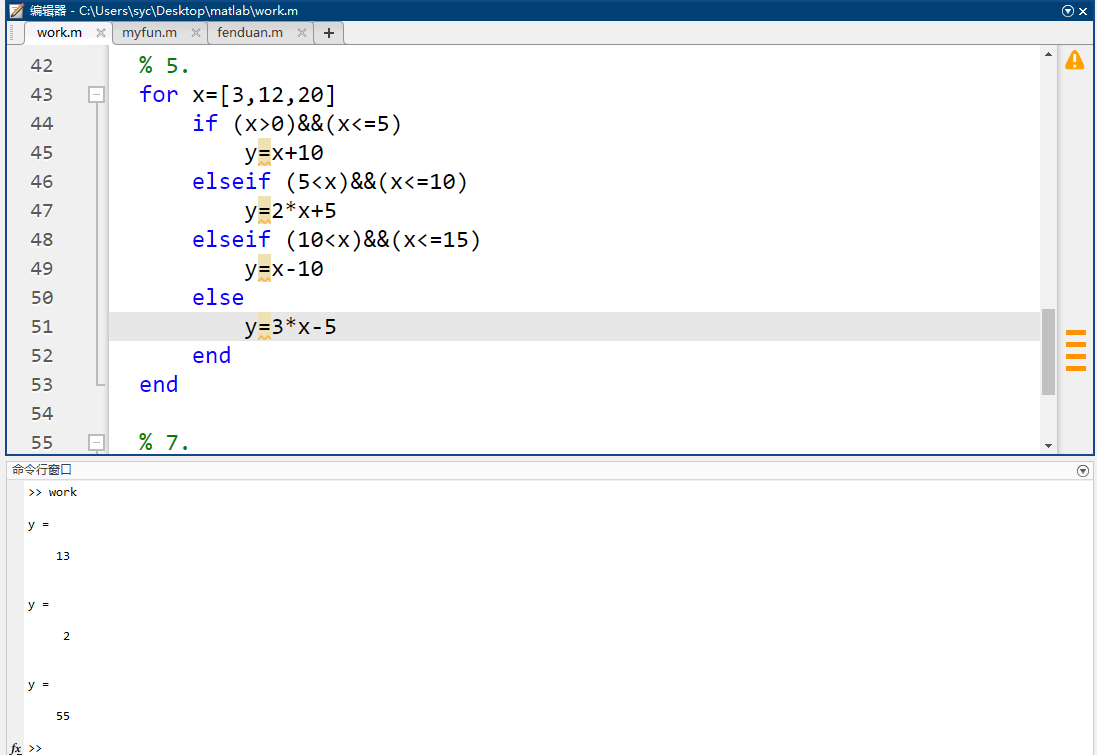 编辑器 - C:\Users\syc\Desktop\matlab\work.m
work.m myfun.m fenduan.m +
42 % 5.
43 for x=[3,12,20]
44 if (x>0)&&(x<=5)
45 y=x+10
46 elseif (5<x)&&(x<=10)
47 y=2*x+5
48 elseif (10<x)&&(x<=15)
49 y=x-10
50 else
51 y=3*x-5
52 end
53 end
54
55 % 7.
命令行窗口
>> work
y =
13
y =
2
y =
55
fx >>